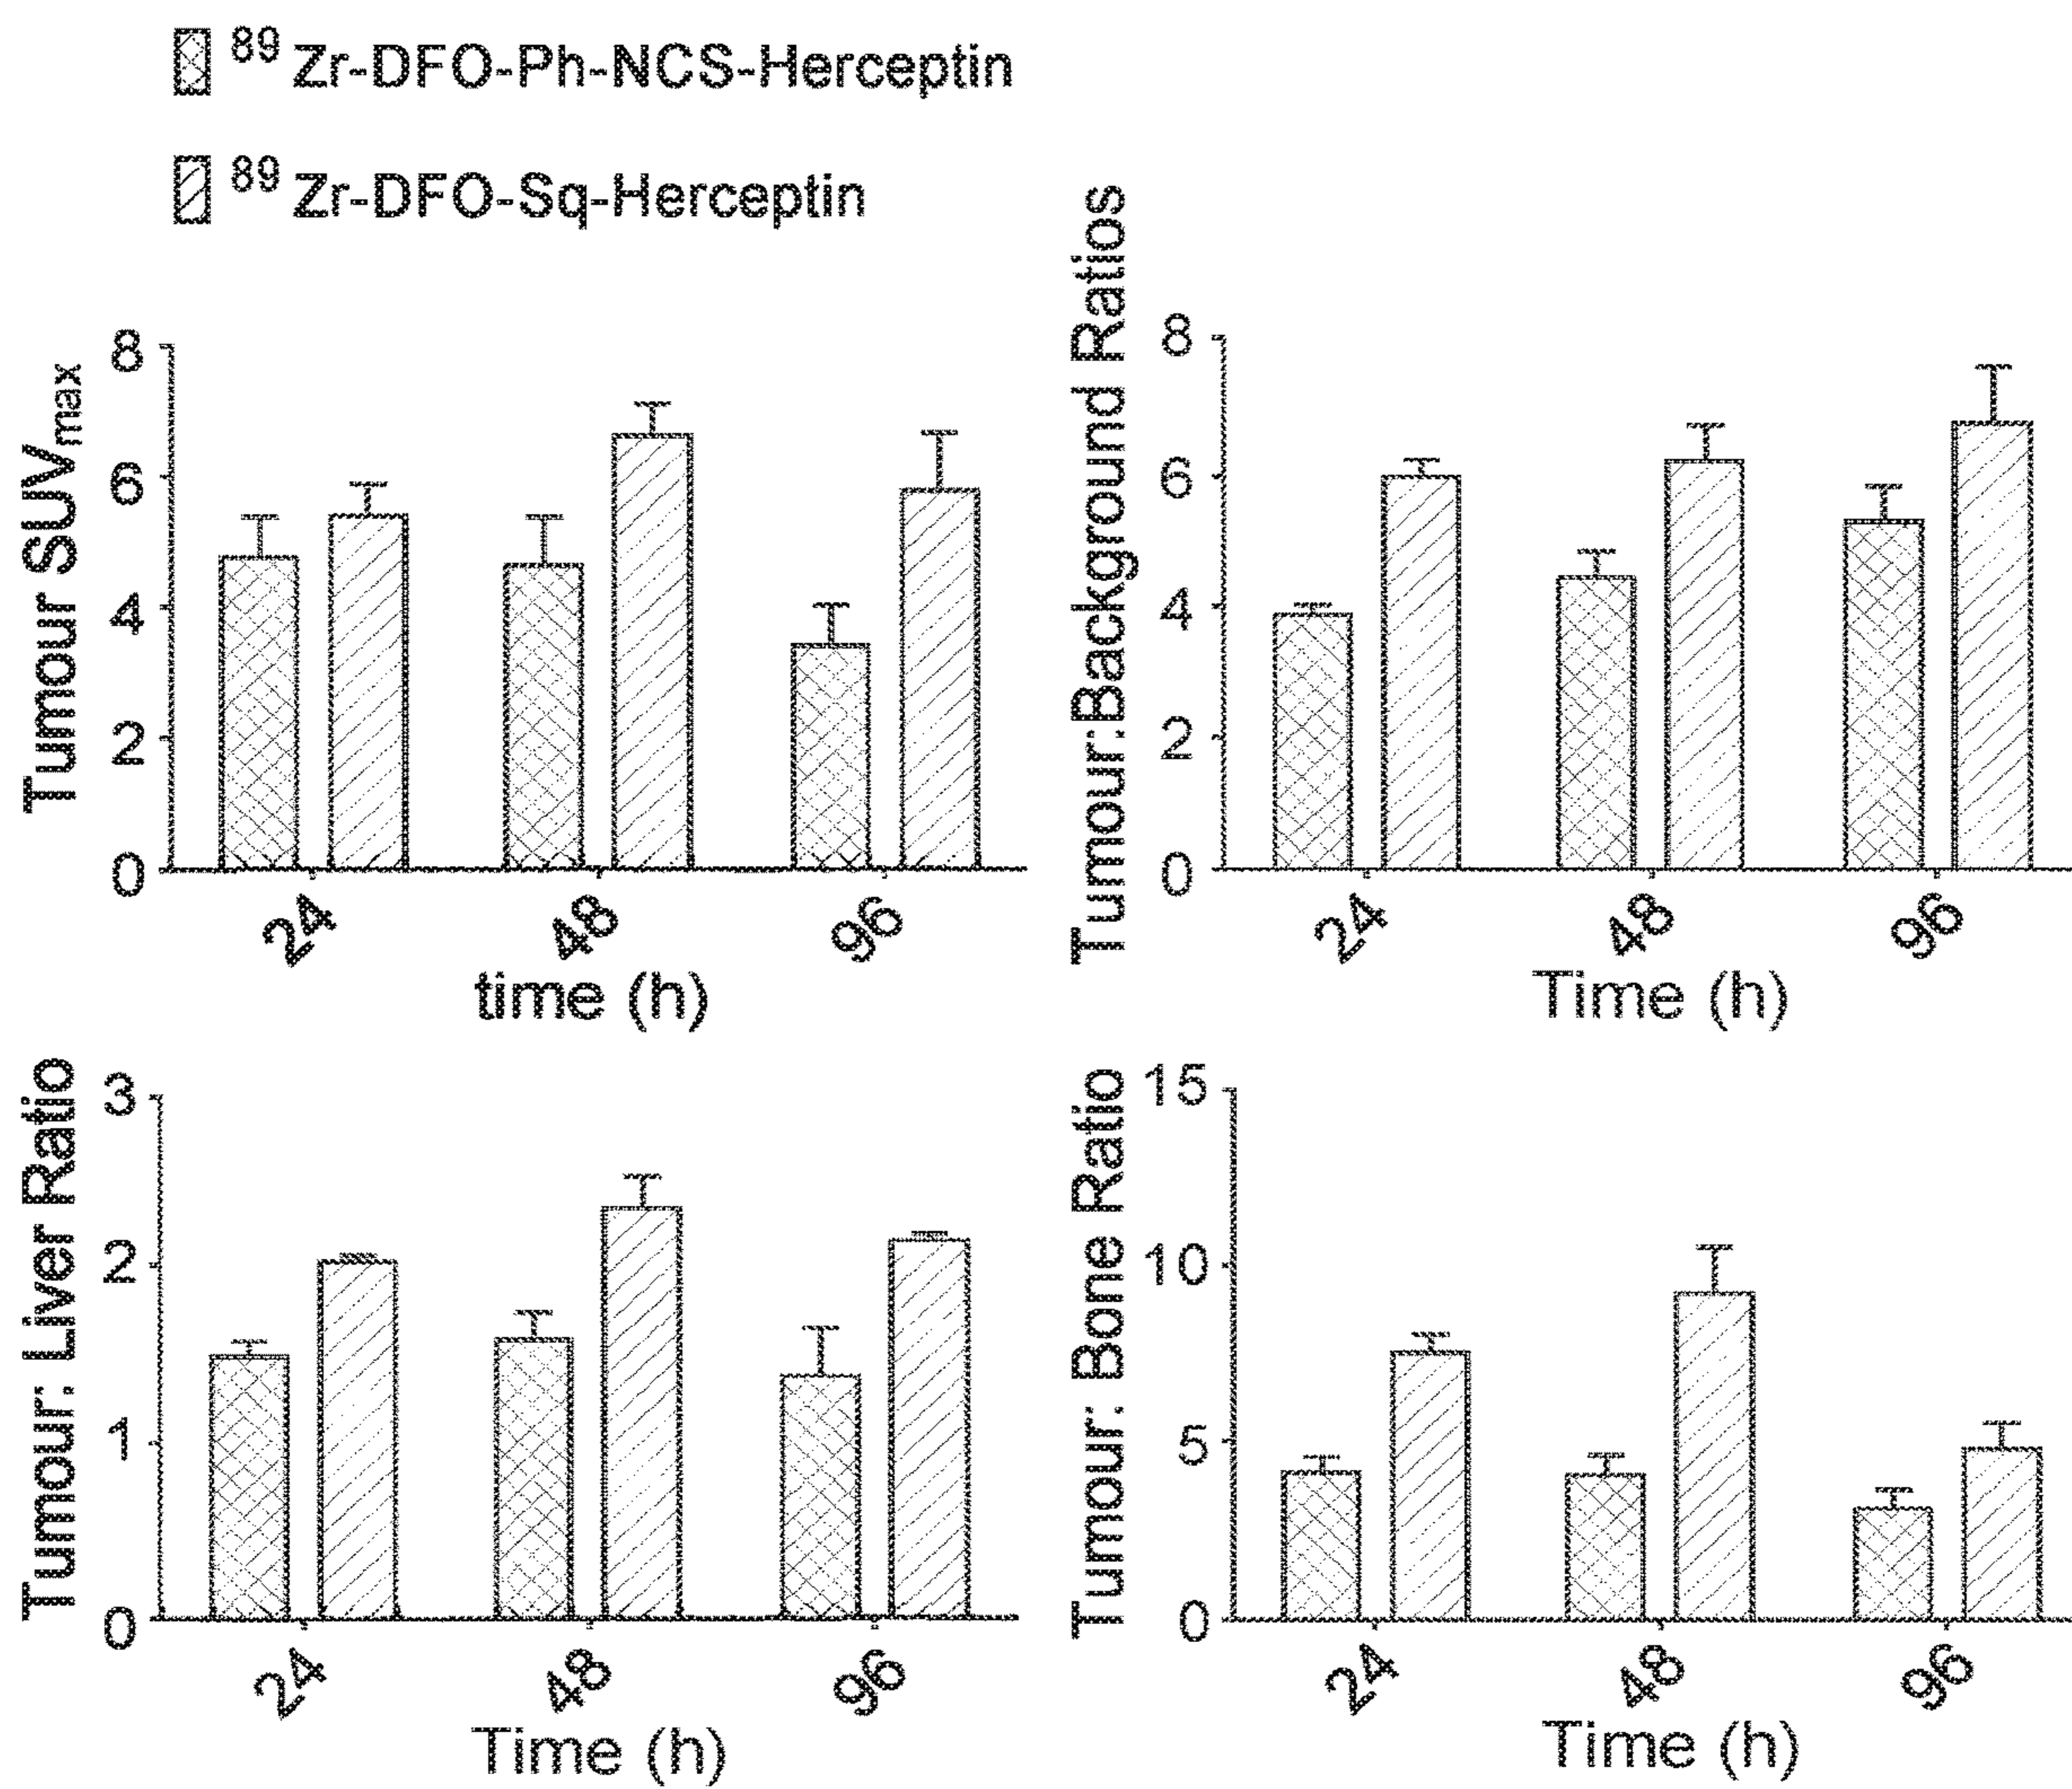 89 Zr-DFO-Ph-NCS-Herceptin
89 Zr-DFO-Sq-Herceptin
Tumour SUVmax
8
6
4
2
0
24 48 96
time (h)
Tumour:Background Ratios
8
6
4
2
0
24 48 96
Time (h)
Tumour: Liver Ratio
3
2
1
0
24 48 96
Time (h)
Tumour: Bone Ratio
15
10
5
0
24 48 96
Time (h)